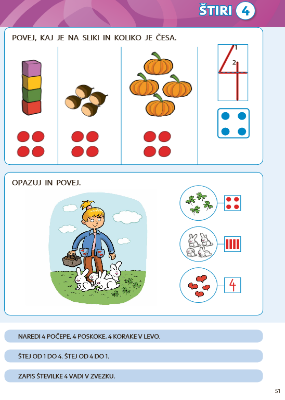 ŠTIRI 4
POVEJ, KAJ JE NA SLIKI IN KOLIKO JE ČESA.
1
2
4
OPAZUJ IN POVEJ.
4
NAREDI 4 POČEPE, 4 POSKOKE, 4 KORAKE V LEVO.
ŠTEJ OD 1 DO 4. ŠTEJ OD 4 DO 1.
ZAPIS ŠTEVILKE 4 VADI V ZVEZKU.
51